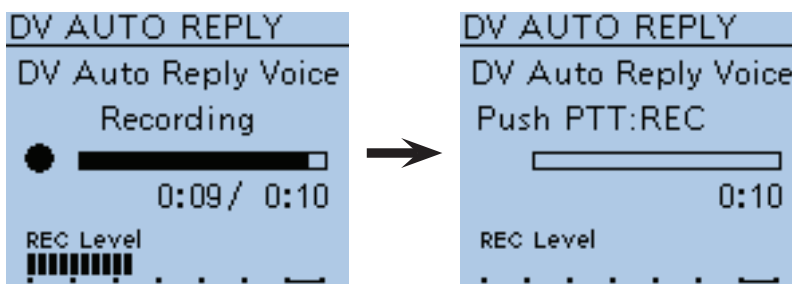 DV AUTO REPLY
DV Auto Reply Voice
Recording
0:09/ 0:10
REC Level
DV AUTO REPLY
DV Auto Reply Voice
Push PTT:REC
0:10
REC Level